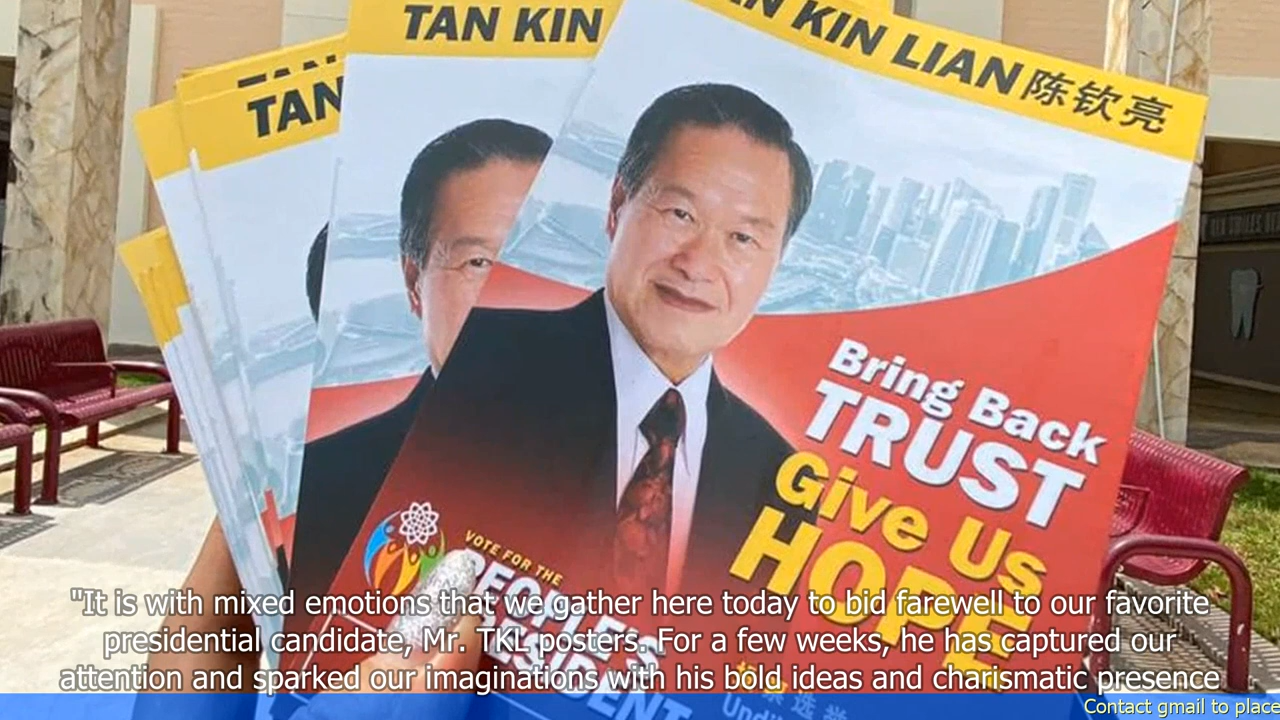 TAN KIN
TAN
TAN
AN KIN LIAN 陈钦亮
Bring Back
TRUST
Give Us
HOPE
VOTE FOR THE
PEOPLE'S
PRESIDENT
"It is with mixed emotions that we gather here today to bid farewell to our favorite
presidential candidate, Mr. TKL posters. For a few weeks, he has captured our
attention and sparked our imaginations with his bold ideas and charismatic presence
Contact gmail to place